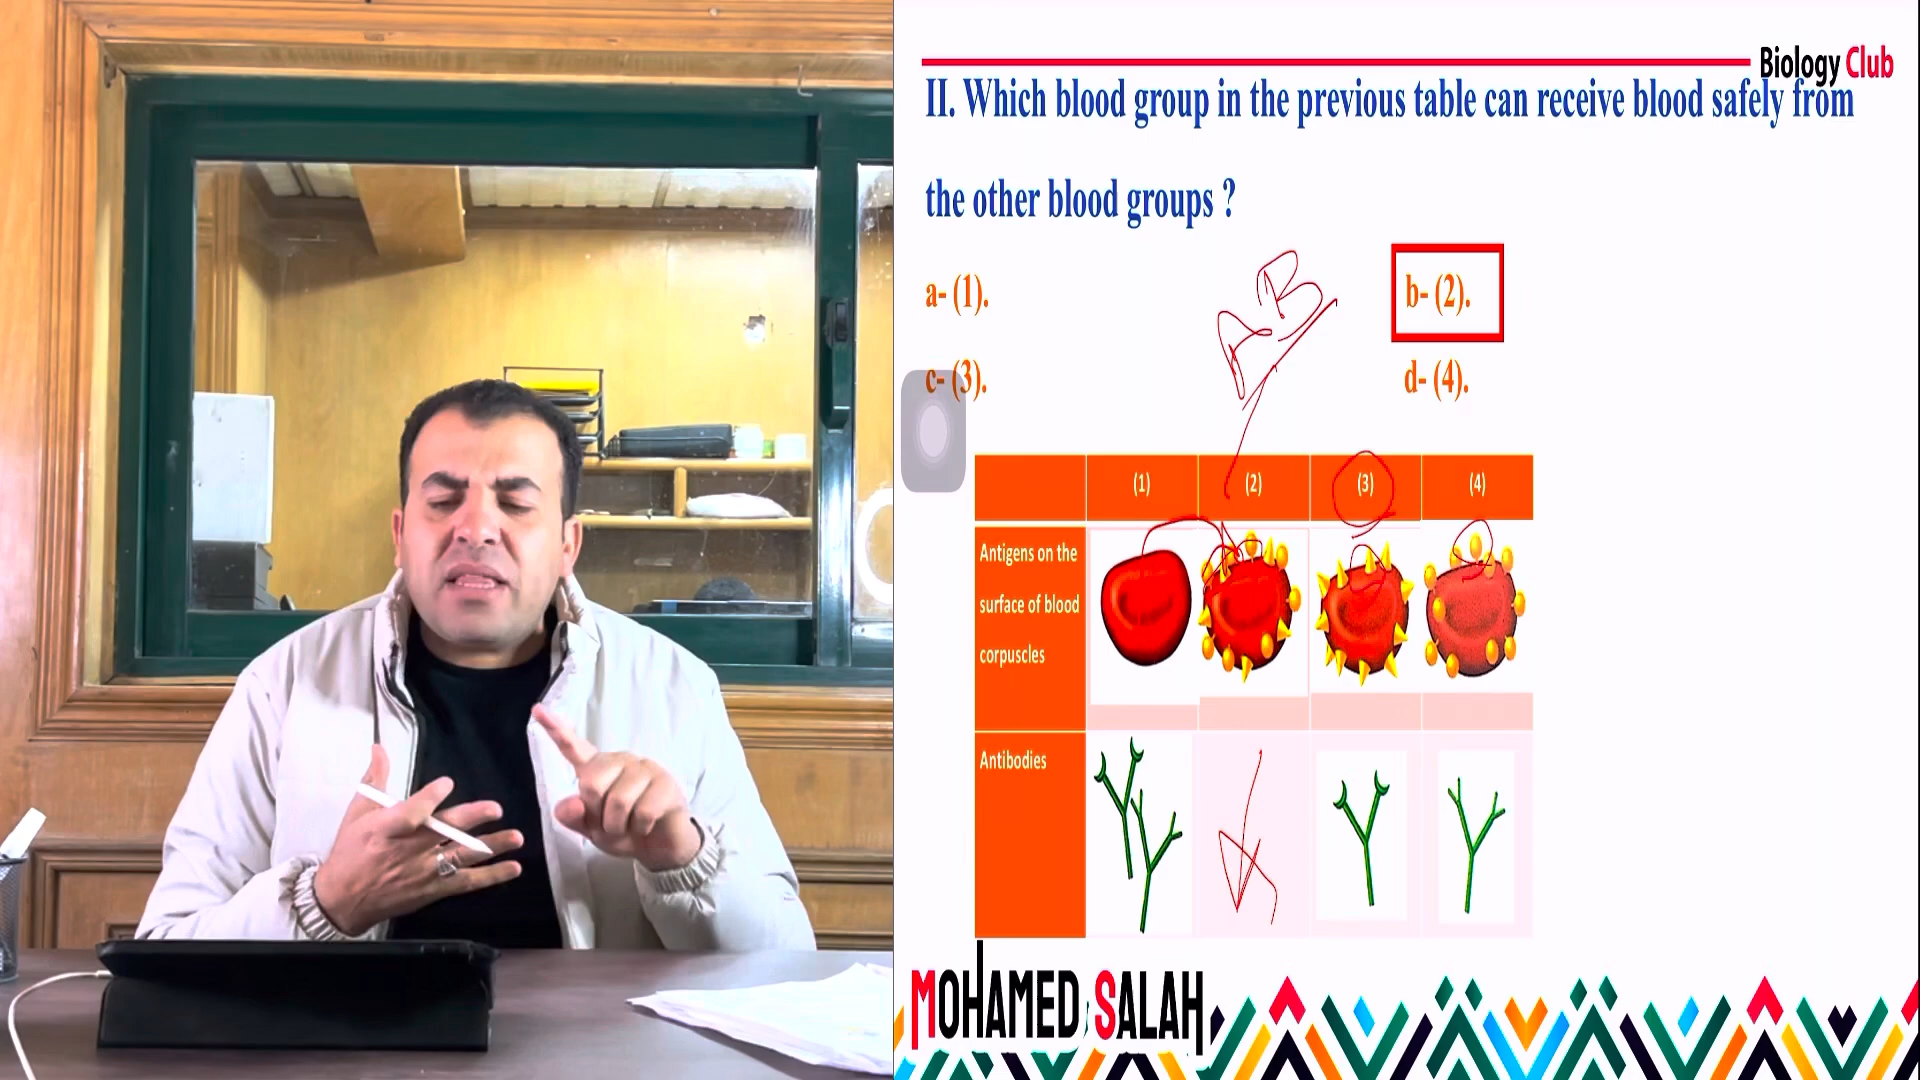 Biology Club
II. Which blood group in the previous table can receive blood safely from
the other blood groups ?
a- (1).
b- (2).
c- (3).
d- (4).
AB
(1) (2) (3) (4)
Antigens on the
surface of blood
corpuscles
Antibodies
MOHAMED SALAH